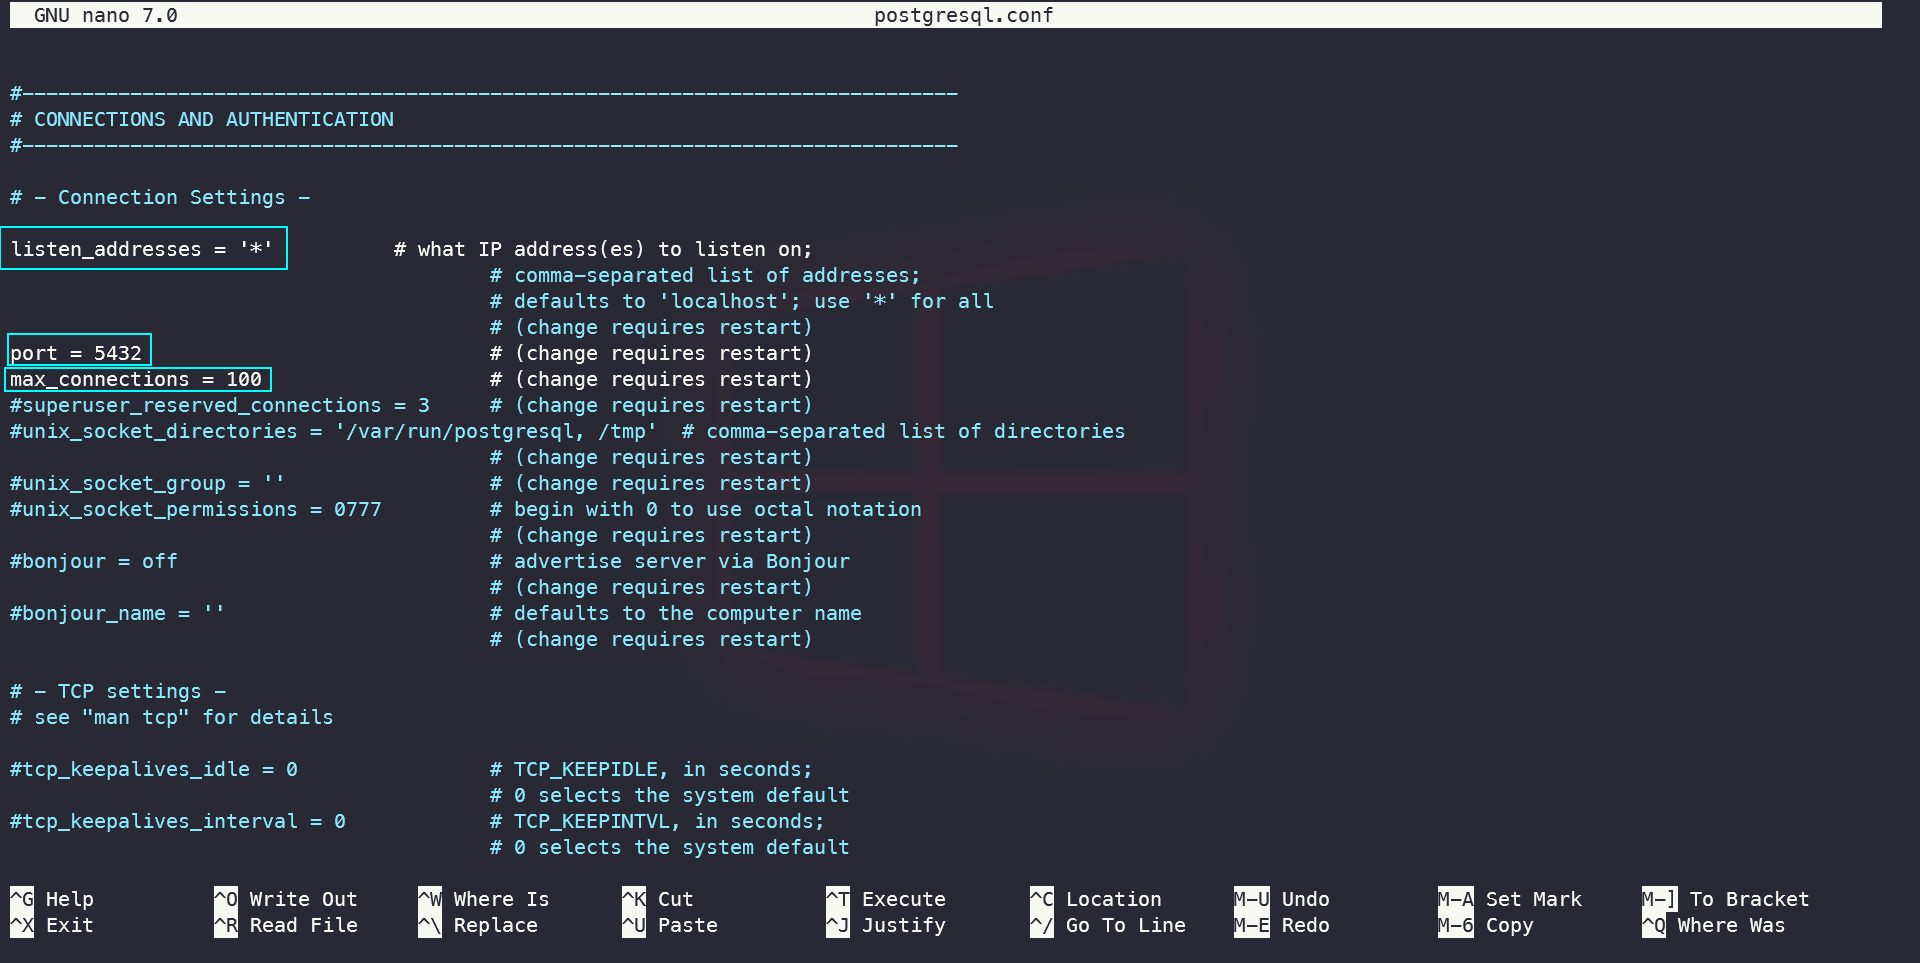 GNU nano 7.0 postgresql.conf
#------------------------------------------------------------------------------
# CONNECTIONS AND AUTHENTICATION
#------------------------------------------------------------------------------
# - Connection Settings -
listen_addresses = '*' # what IP address(es) to listen on;
# comma-separated list of addresses;
# defaults to 'localhost'; use '*' for all
# (change requires restart)
port = 5432 # (change requires restart)
max_connections = 100 # (change requires restart)
#superuser_reserved_connections = 3 # (change requires restart)
#unix_socket_directories = '/var/run/postgresql, /tmp' # comma-separated list of directories
# (change requires restart)
#unix_socket_group = '' # (change requires restart)
#unix_socket_permissions = 0777 # begin with 0 to use octal notation
# (change requires restart)
#bonjour = off # advertise server via Bonjour
# (change requires restart)
#bonjour_name = '' # defaults to the computer name
# (change requires restart)
# - TCP settings -
# see "man tcp" for details
#tcp_keepalives_idle = 0 # TCP_KEEPIDLE, in seconds;
# 0 selects the system default
#tcp_keepalives_interval = 0 # TCP_KEEPINTVL, in seconds;
# 0 selects the system default
^G Help ^O Write Out ^W Where Is ^K Cut ^T Execute ^C Location M-U Undo M-A Set Mark M-] To Bracket
^X Exit ^R Read File ^\ Replace ^U Paste ^J Justify ^/ Go To Line M-E Redo M-6 Copy ^Q Where Was